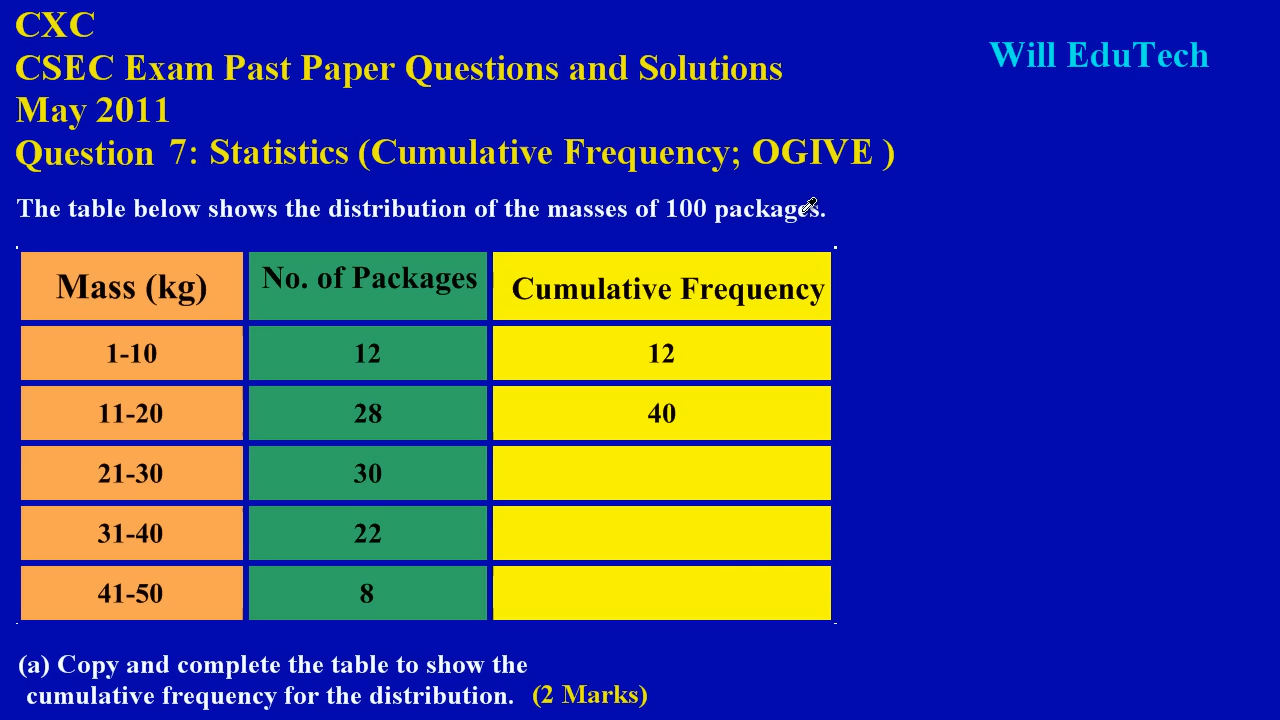 CXC
CSEC Exam Past Paper Questions and Solutions
May 2011
Question 7: Statistics (Cumulative Frequency; OGIVE )
Will EduTech
The table below shows the distribution of the masses of 100 packages.
Mass (kg) No. of Packages Cumulative Frequency
1-10 12 12
11-20 28 40
21-30 30
31-40 22
41-50 8
(a) Copy and complete the table to show the
cumulative frequency for the distribution. (2 Marks)